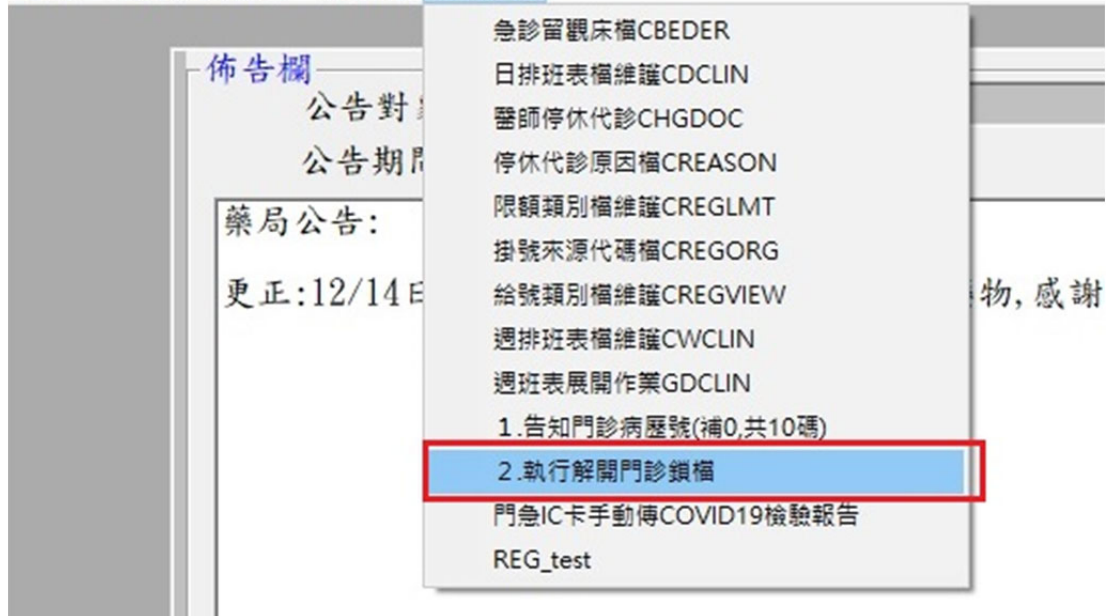 急診留觀床檔CBEDER
佈告欄
日排班表檔維護CDCLIN
公告對
醫師停休代診CHGDOC
公告期間
停休代診原因檔CREASON
限額類別檔維護CREGLMT
藥局公告:
掛號來源代碼檔CREGORG
更正:12/14日
給號類別檔維護CREGVIEW
物,感謝
週排班表檔維護CWCLIN
週班表展開作業GDCLIN
1.告知門診病歷號(補0,共10碼)
2.執行解開門診鎖檔
門急IC卡手動傳COVID19檢驗報告
REG_test